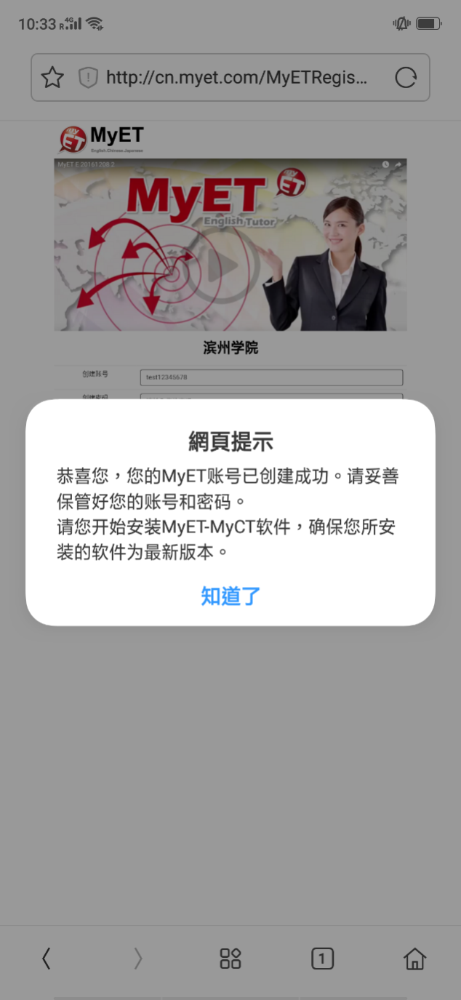 10:33 R 4G
http://cn.myet.com/MyETRegis...
my ET MyET
English.Chinese.Japanese
MyET E 20161208 2
MyET my ET
English Tutor
滨州学院
创建账号 test12345678
创建密码
網頁提示
恭喜您，您的MyET账号已创建成功。请妥善
保管好您的账号和密码。
请您开始安装MyET-MyCT软件，确保您所安
装的软件为最新版本。
知道了
1